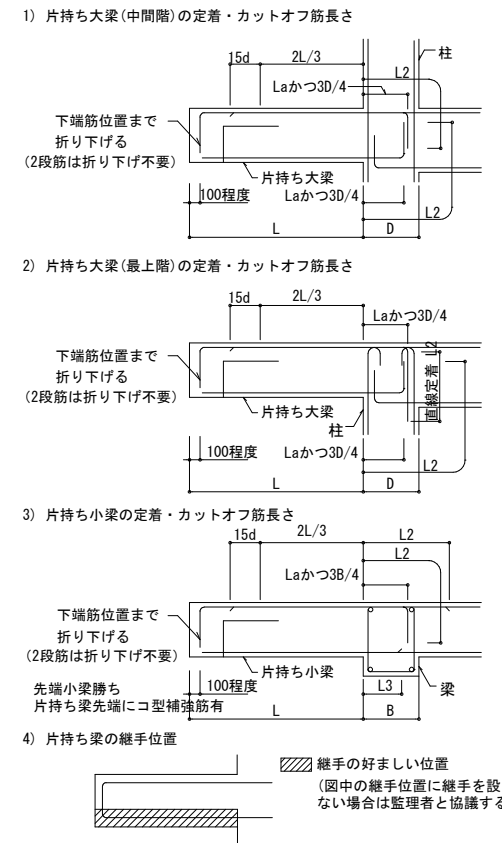 1) 片持ち大梁(中間階)の定着・カットオフ筋長さ
柱
15d
2L/3
L2
Laかつ3D/4
下端筋位置まで
折り下げる
(2段筋は折り下げ不要)
片持ち大梁
100程度
Laかつ3D/4
L2
L
D
2) 片持ち大梁(最上階)の定着・カットオフ筋長さ
15d
2L/3
Laかつ3D/4
下端筋位置まで
折り下げる
(2段筋は折り下げ不要)
直線定着 L2
片持ち大梁
柱
100程度
Laかつ3D/4
L2
L
D
3) 片持ち小梁の定着・カットオフ筋長さ
15d
2L/3
L2
L2
Laかつ3B/4
下端筋位置まで
折り下げる
(2段筋は折り下げ不要)
片持ち小梁
先端小梁勝ち
100程度
L3
梁
片持ち梁先端にコ型補強筋有
L
B
4) 片持ち梁の継手位置
継手の好ましい位置
(図中の継手位置に継手を設
ない場合は監理者と協議する